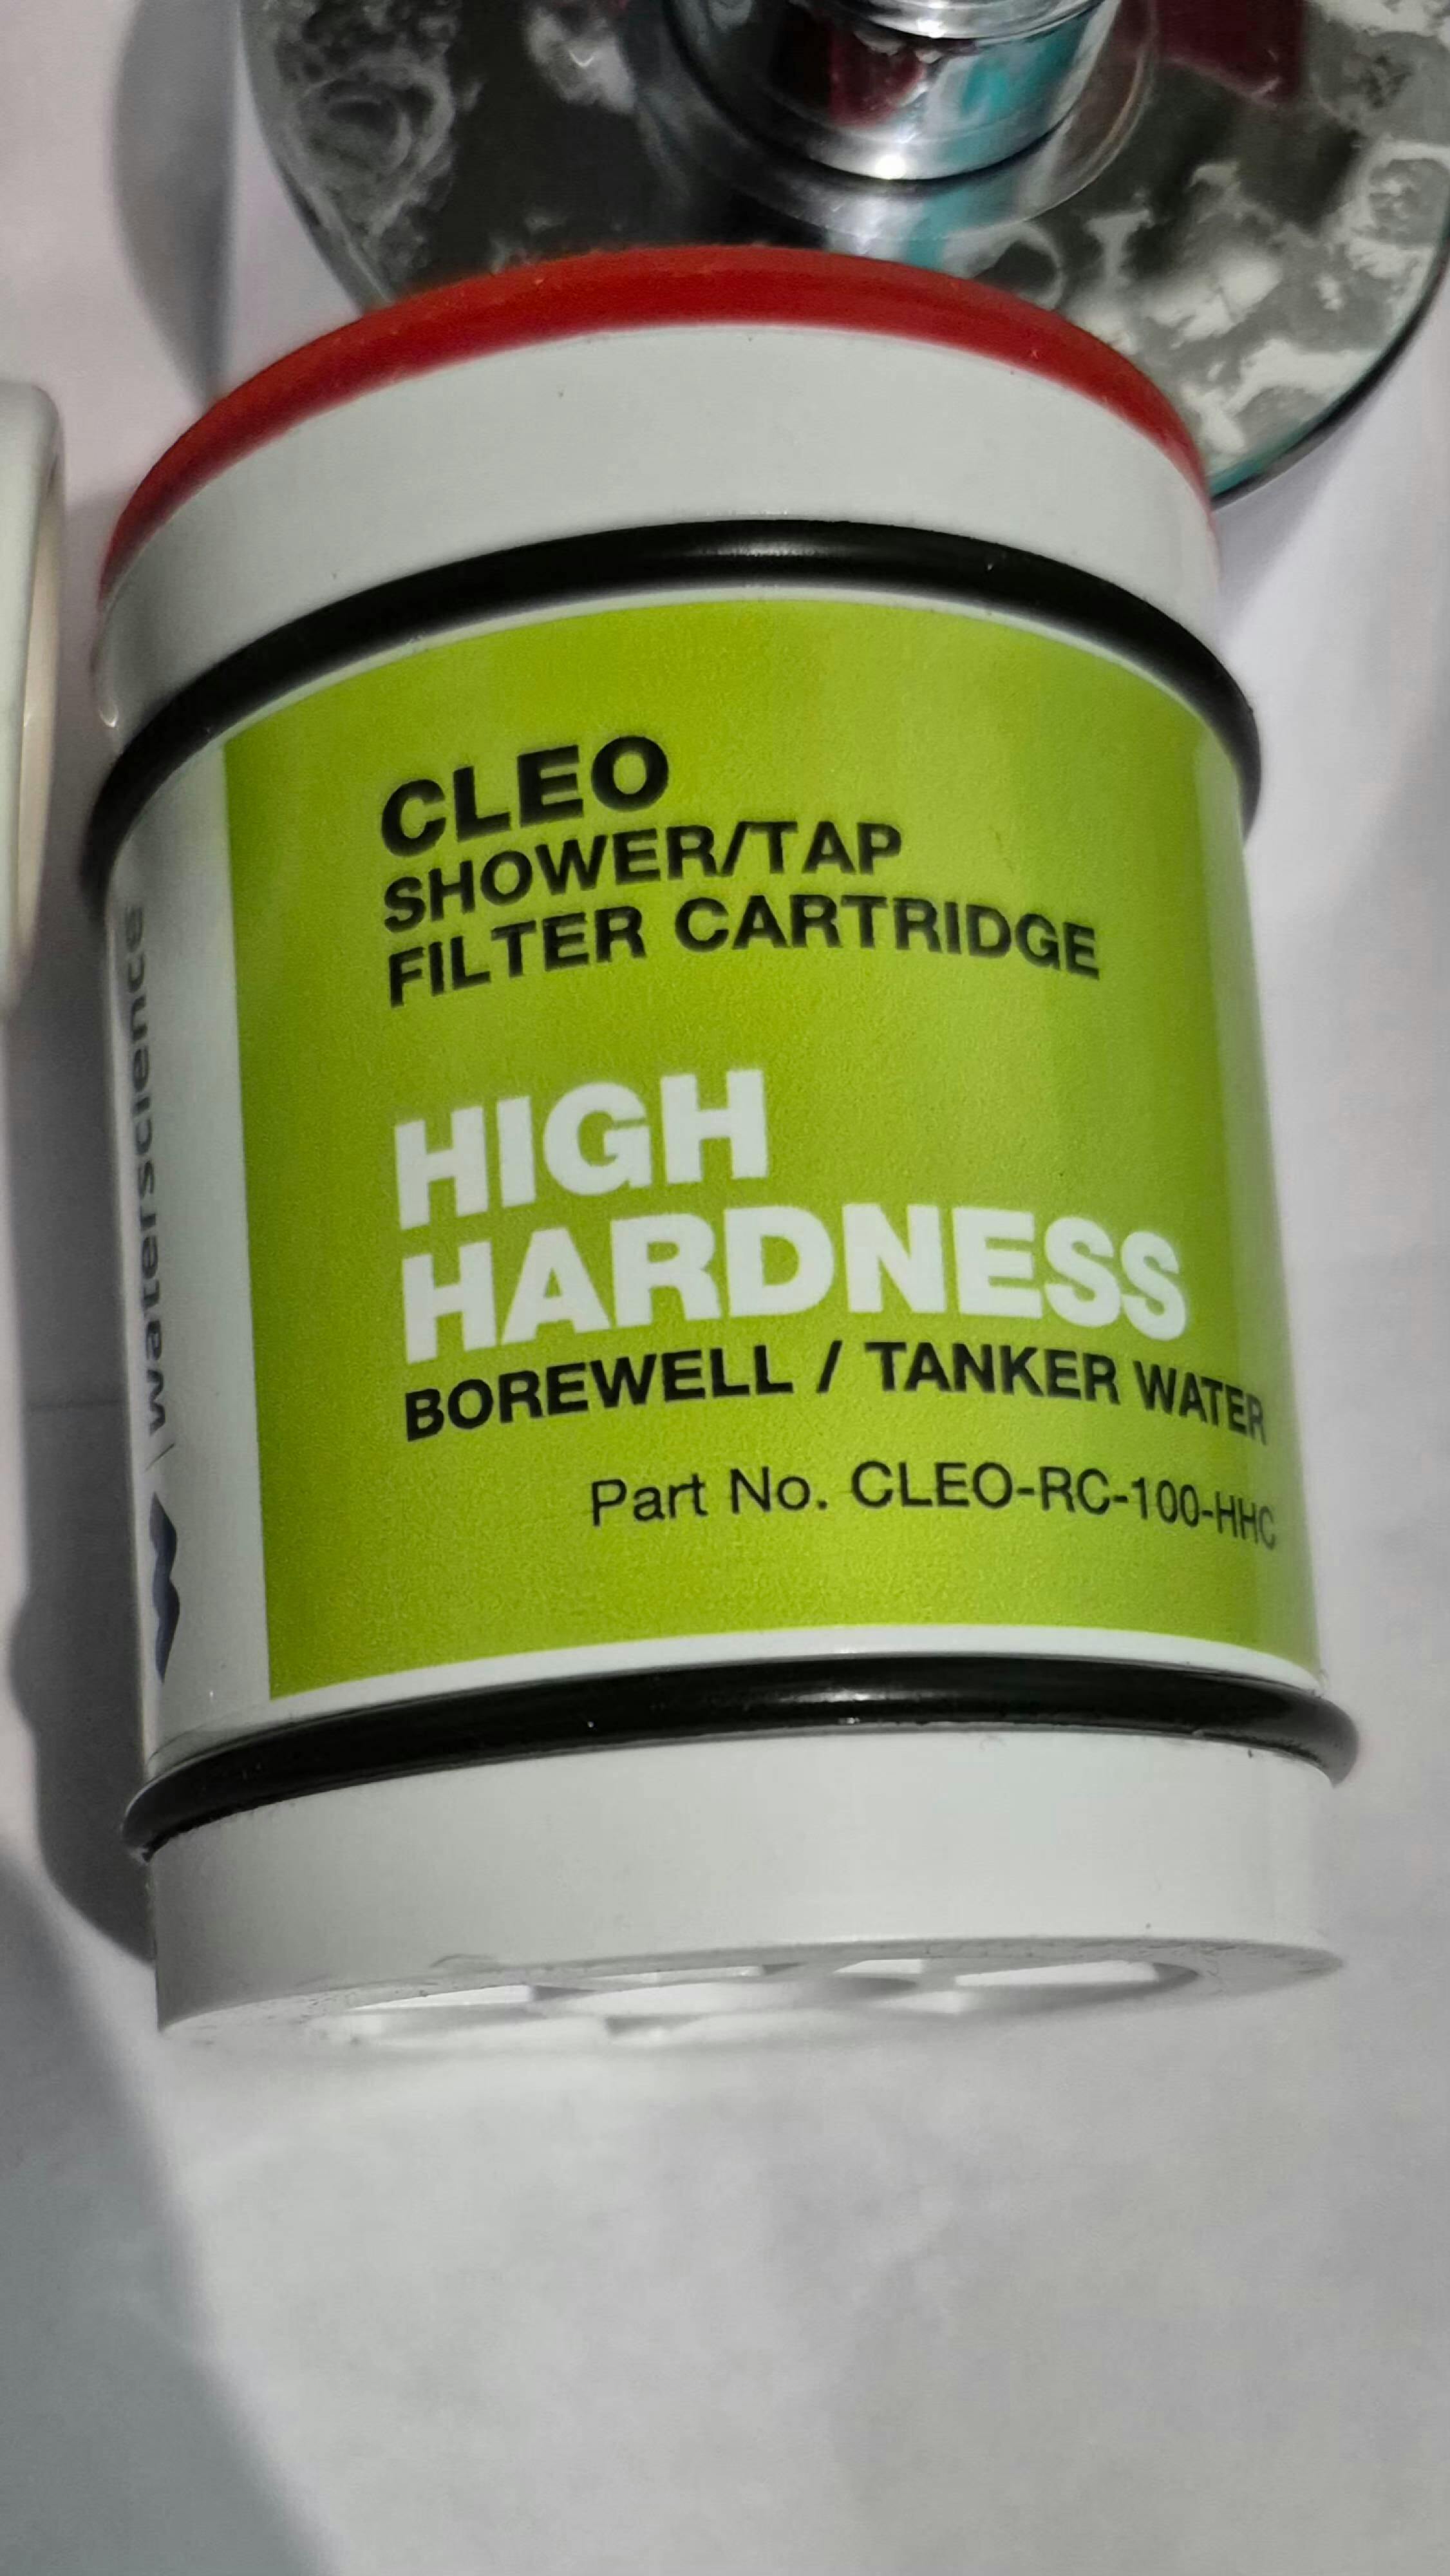 CLEO
SHOWER/TAP
FILTER CARTRIDGE
HIGH
HARDNESS
BOREWELL / TANKER WATER
Part No. CLEO-RC-100-HHC
waterscience